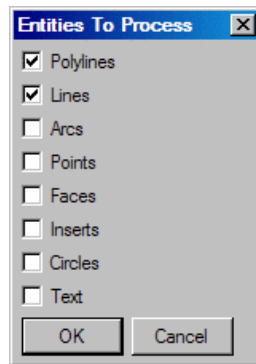 Entities To Process
Polylines
Lines
Arcs
Points
Faces
Inserts
Circles
Text
OK Cancel